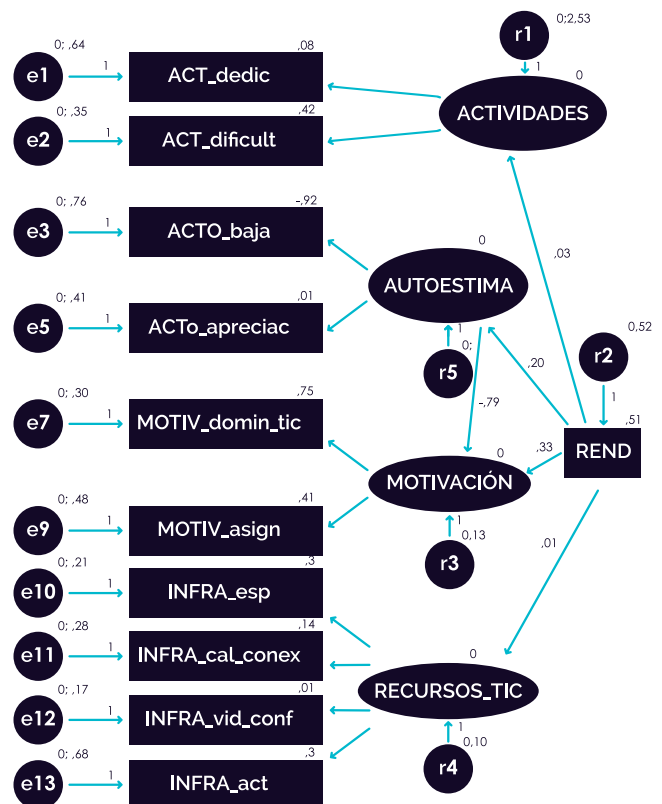 0;2,53
r1
0; ,64
,08
e1
1
ACT_dedic
1
0
ACTIVIDADES
0; ,35
,42
e2
1
ACT_dificult
0; ,76
-,92
e3
1
ACTO_baja
0
,03
AUTOESTIMA
0; ,41
,01
e5
1
ACTo_apreciac
1
0;
r5
0,52
r2
,20
0; ,30
,75
-,79
1
e7
1
MOTIV_domin_tic
,51
REND
,33
0
MOTIVACIÓN
0; ,48
,41
e9
1
MOTIV_asign
1
0,13
r3
,01
0; ,21
,3
e10
1
INFRA_esp
0; ,28
,14
e11
1
INFRA_cal_conex
0
RECURSOS_TIC
0; ,17
,01
e12
1
INFRA_vid_conf
1
0,10
r4
0; ,68
,3
e13
1
INFRA_act